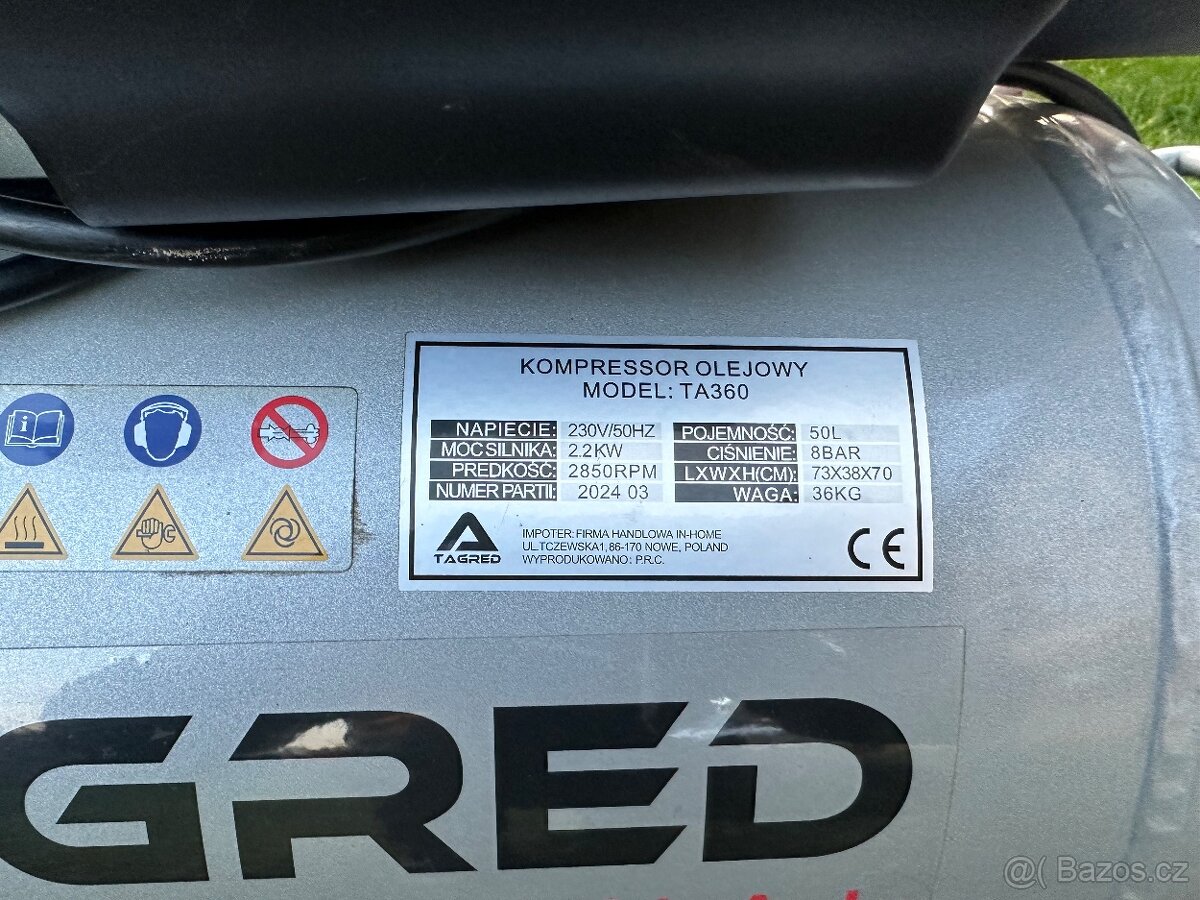 KOMPRESSOR OLEJOWY
MODEL: TA360
NAPIECIE: 230V/50HZ POJEMNOŚĆ: 50L
MOC SILNIKA: 2.2KW CIŚNIENIE: 8BAR
PREDKOŚĆ: 2850RPM LXWXH(CM): 73X38X70
NUMER PARTII: 2024 03 WAGA: 36KG
TAGRED
IMPOTER: FIRMA HANDLOWA IN-HOME
UL.TCZEWSKA1,86-170 NOWE, POLAND
WYPRODUKOWANO: P.R.C.
CE
GRED
Bazos.cz